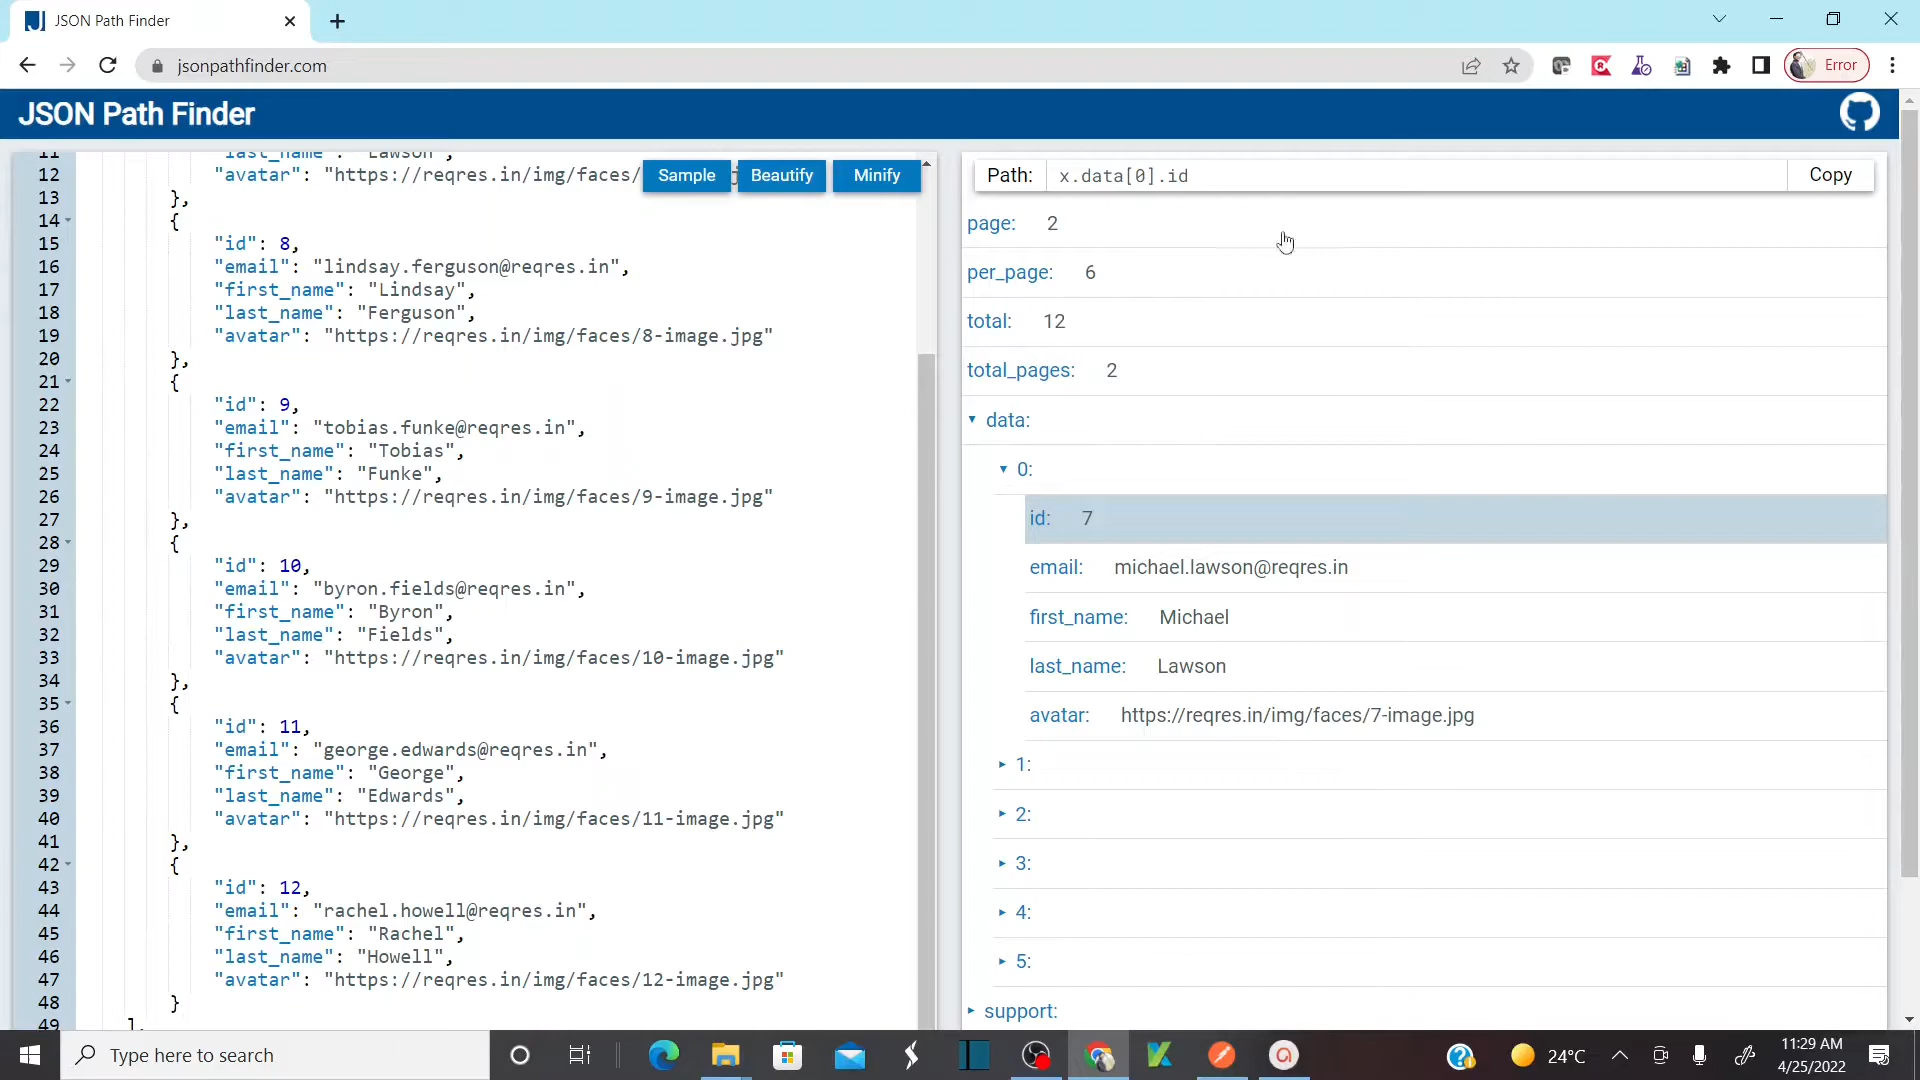 JSON Path Finder
jsonpathfinder.com
Error
JSON Path Finder
11 "last_name": "Lawson",
12 "avatar": "https://reqres.in/img/faces/
Sample
Beautify
Minify
13 },
14 {
15 "id": 8,
16 "email": "lindsay.ferguson@reqres.in",
17 "first_name": "Lindsay",
18 "last_name": "Ferguson",
19 "avatar": "https://reqres.in/img/faces/8-image.jpg"
20 },
21 {
22 "id": 9,
23 "email": "tobias.funke@reqres.in",
24 "first_name": "Tobias",
25 "last_name": "Funke",
26 "avatar": "https://reqres.in/img/faces/9-image.jpg"
27 },
28 {
29 "id": 10,
30 "email": "byron.fields@reqres.in",
31 "first_name": "Byron",
32 "last_name": "Fields",
33 "avatar": "https://reqres.in/img/faces/10-image.jpg"
34 },
35 {
36 "id": 11,
37 "email": "george.edwards@reqres.in",
38 "first_name": "George",
39 "last_name": "Edwards",
40 "avatar": "https://reqres.in/img/faces/11-image.jpg"
41 },
42 {
43 "id": 12,
44 "email": "rachel.howell@reqres.in",
45 "first_name": "Rachel",
46 "last_name": "Howell",
47 "avatar": "https://reqres.in/img/faces/12-image.jpg"
48 }
49 ],
Path: x.data[0].id Copy
page: 2
per_page: 6
total: 12
total_pages: 2
data:
0:
id: 7
email: michael.lawson@reqres.in
first_name: Michael
last_name: Lawson
avatar: https://reqres.in/img/faces/7-image.jpg
1:
2:
3:
4:
5:
support:
Type here to search
24°C
11:29 AM
4/25/2022